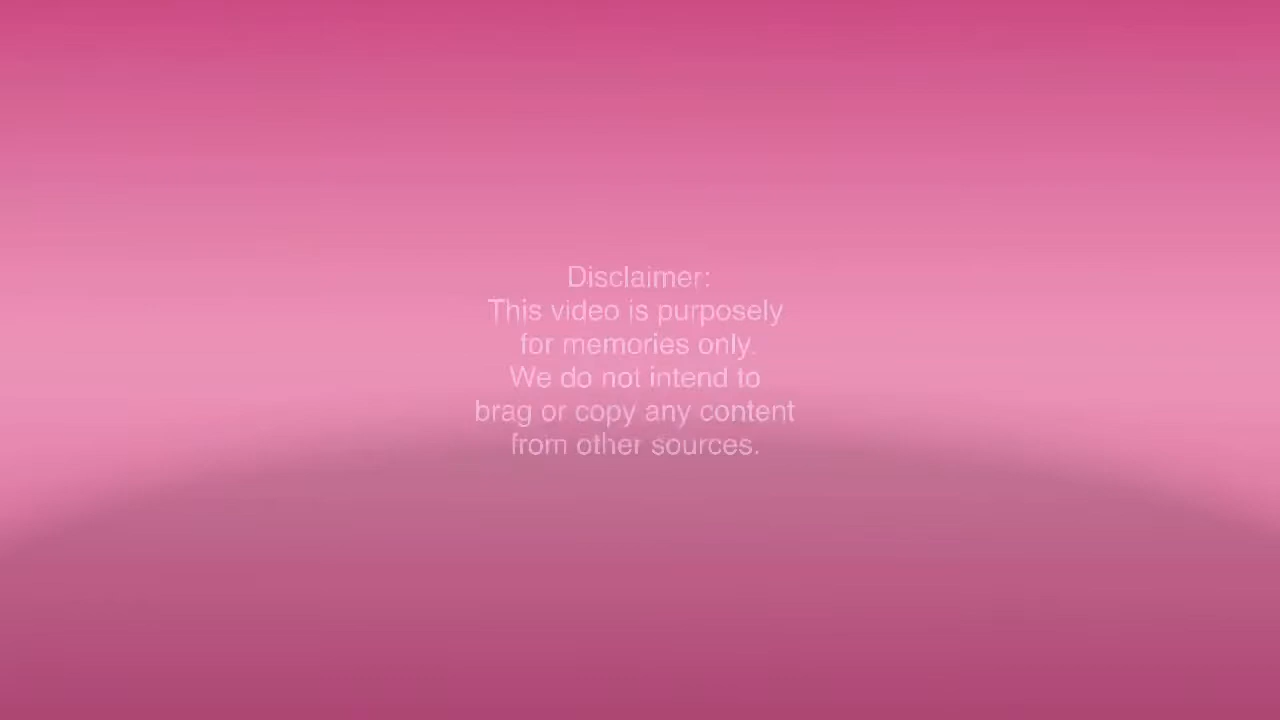 Disclaimer:
This video is purposely
for memories only.
We do not intend to
brag or copy any content
from other sources.